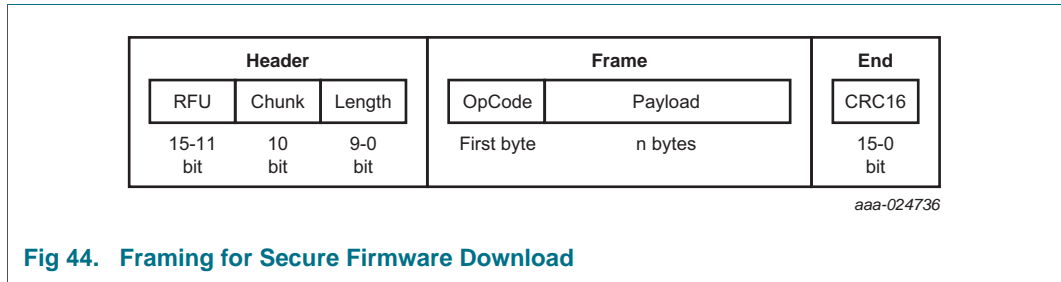 Header Frame End
RFU Chunk Length OpCode Payload CRC16
15-11 10 9-0 First byte n bytes 15-0
bit bit bit bit
aaa-024736
Fig 44. Framing for Secure Firmware Download